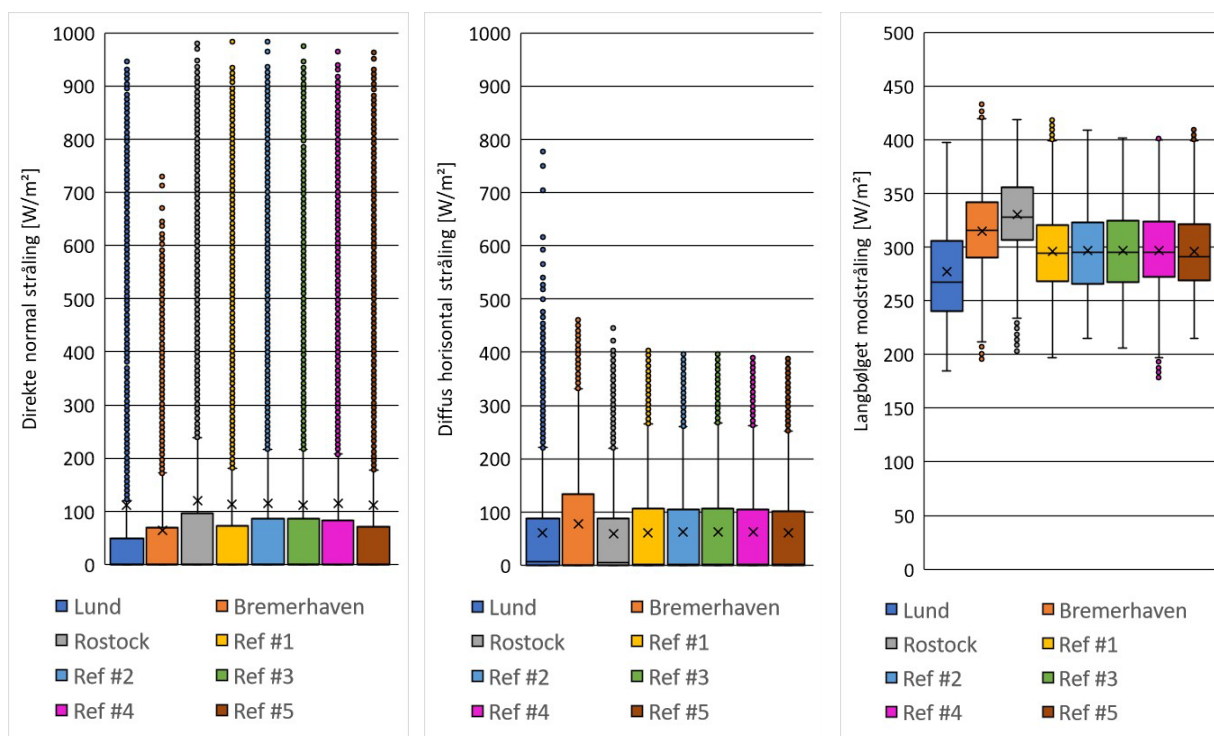 Direkte normal stråling [W/m²]
1000
900
800
700
600
500
400
300
200
100
0
Lund
Bremerhaven
Rostock
Ref #1
Ref #2
Ref #3
Ref #4
Ref #5
Diffus horisontal stråling [W/m²]
1000
900
800
700
600
500
400
300
200
100
0
Lund
Bremerhaven
Rostock
Ref #1
Ref #2
Ref #3
Ref #4
Ref #5
Langbølget modstråling [W/m²]
500
450
400
350
300
250
200
150
100
50
0
Lund
Bremerhaven
Rostock
Ref #1
Ref #2
Ref #3
Ref #4
Ref #5